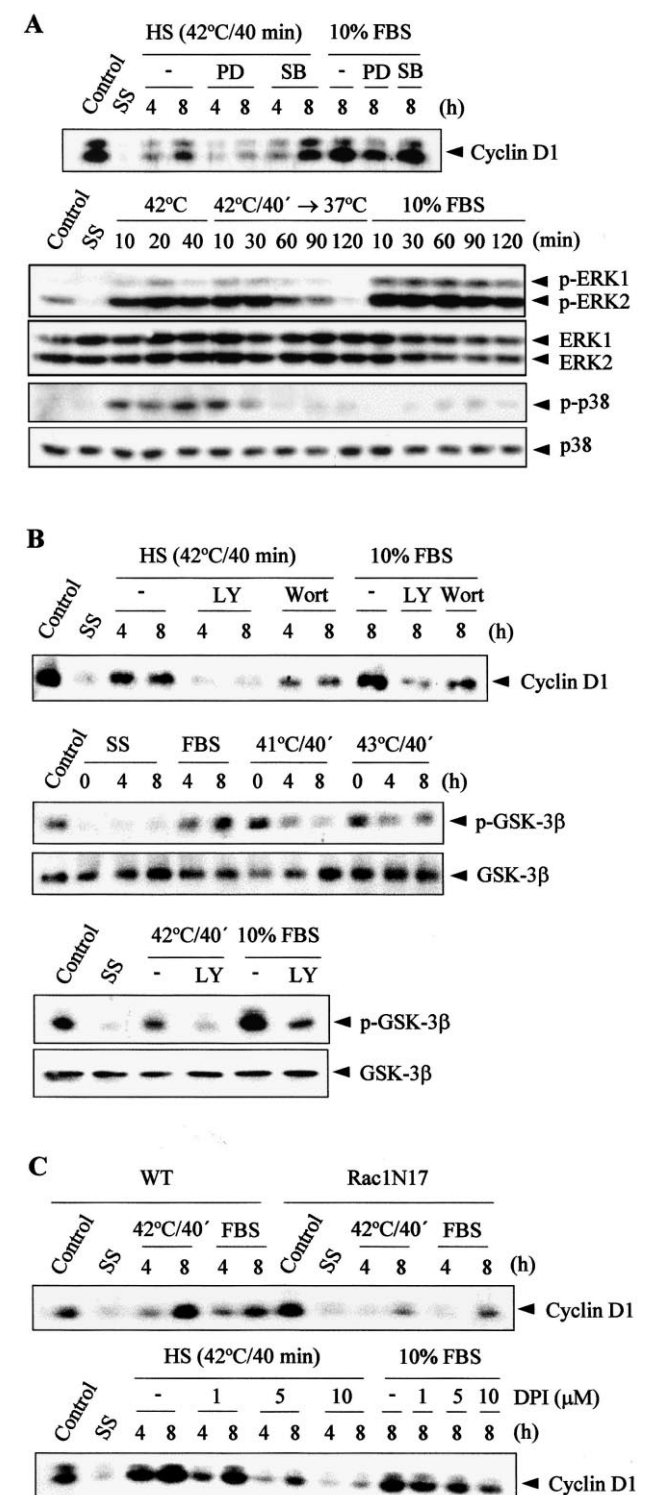 A
HS (42ºC/40 min) 10% FBS
Control SS - PD SB - PD SB
4 8 4 8 4 8 8 8 8 (h)
Cyclin D1
Control SS 42ºC 42ºC/40´ → 37ºC 10% FBS
10 20 40 10 30 60 90 120 10 30 60 90 120 (min)
p-ERK1
p-ERK2
ERK1
ERK2
p-p38
p38
B
HS (42ºC/40 min) 10% FBS
Control SS - LY Wort - LY Wort
4 8 4 8 4 8 8 8 8 (h)
Cyclin D1
Control SS FBS 41ºC/40´ 43ºC/40´
0 4 8 4 8 0 4 8 0 4 8 (h)
p-GSK-3β
GSK-3β
42ºC/40´ 10% FBS
Control SS - LY - LY
p-GSK-3β
GSK-3β
C
WT Rac1N17
Control SS 42ºC/40´ FBS Control SS 42ºC/40´ FBS
4 8 4 8 4 8 4 8 (h)
Cyclin D1
HS (42ºC/40 min) 10% FBS
Control SS - 1 5 10 - 1 5 10 DPI (μM)
4 8 4 8 4 8 4 8 8 8 8 8 (h)
Cyclin D1